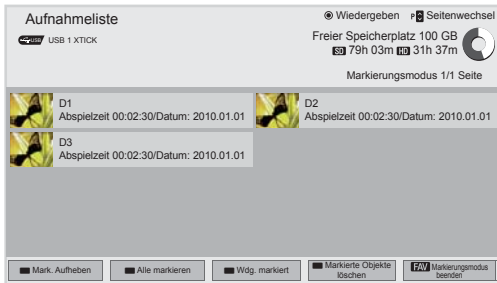 Aufnahmeliste
Wiedergeben
P Seitenwechsel
USB USB 1 XTICK
Freier Speicherplatz 100 GB
SD 79h 03m HD 31h 37m
Markierungsmodus 1/1 Seite
D1
Abspielzeit 00:02:30/Datum: 2010.01.01
D2
Abspielzeit 00:02:30/Datum: 2010.01.01
D3
Abspielzeit 00:02:30/Datum: 2010.01.01
Mark. Aufheben
Alle markieren
Wdg. markiert
Markierte Objekte
löschen
FAV Markierungsmodus
beenden